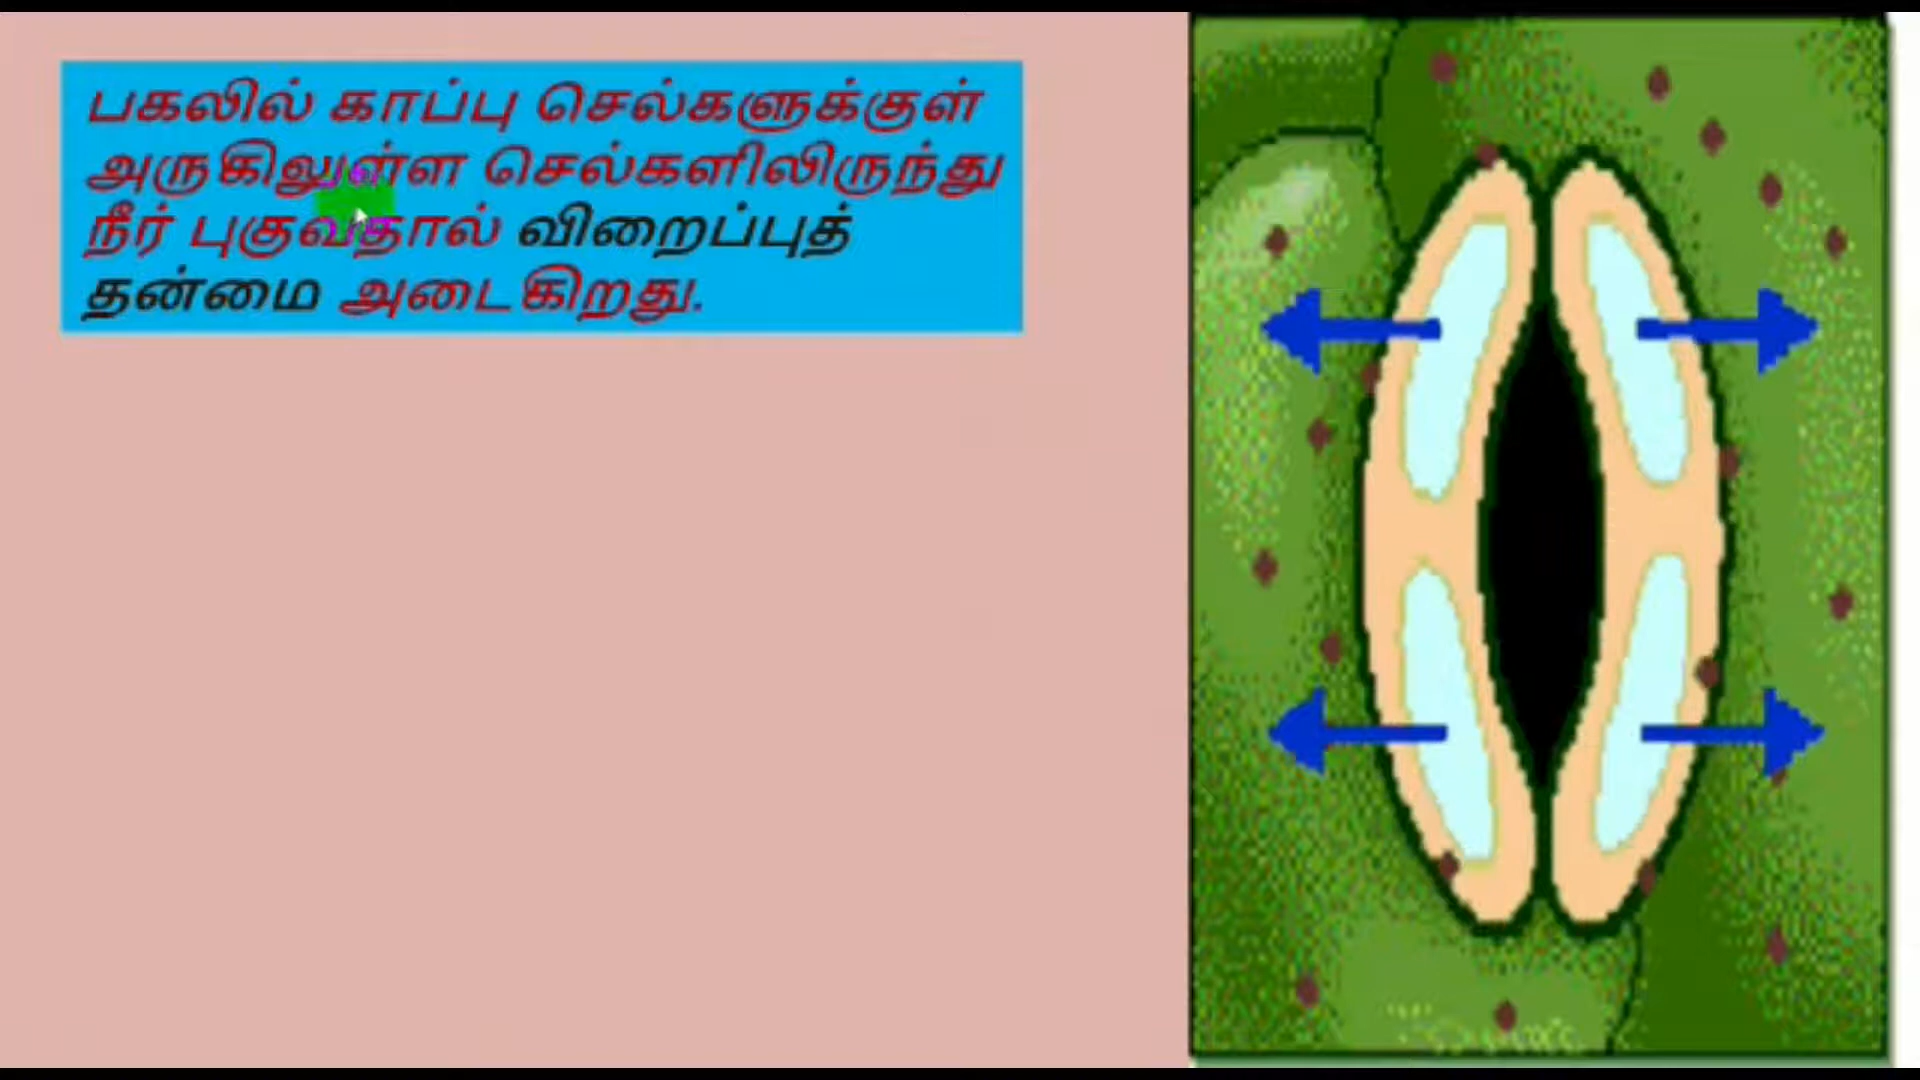 பகலில் காப்பு செல்களுக்குள்
அருகிலுள்ள செல்களிலிருந்து
நீர் புகுவதால் விறைப்புத்
தன்மை அடைகிறது.